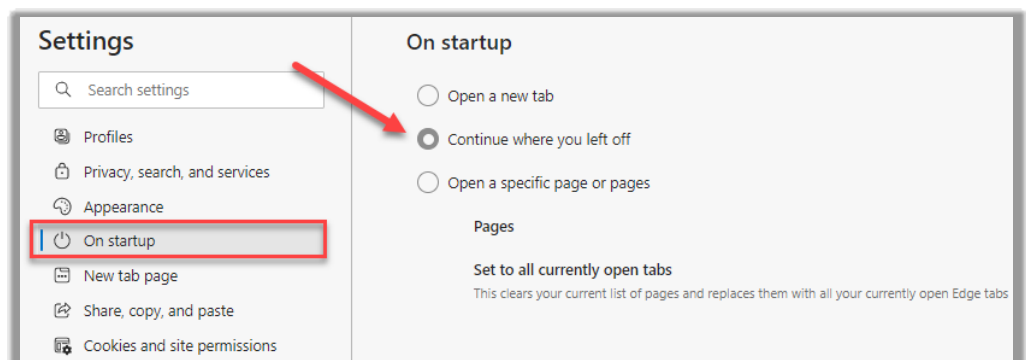 Settings
Search settings
Profiles
Privacy, search, and services
Appearance
On startup
New tab page
Share, copy, and paste
Cookies and site permissions
On startup
Open a new tab
Continue where you left off
Open a specific page or pages
Pages
Set to all currently open tabs
This clears your current list of pages and replaces them with all your currently open Edge tabs